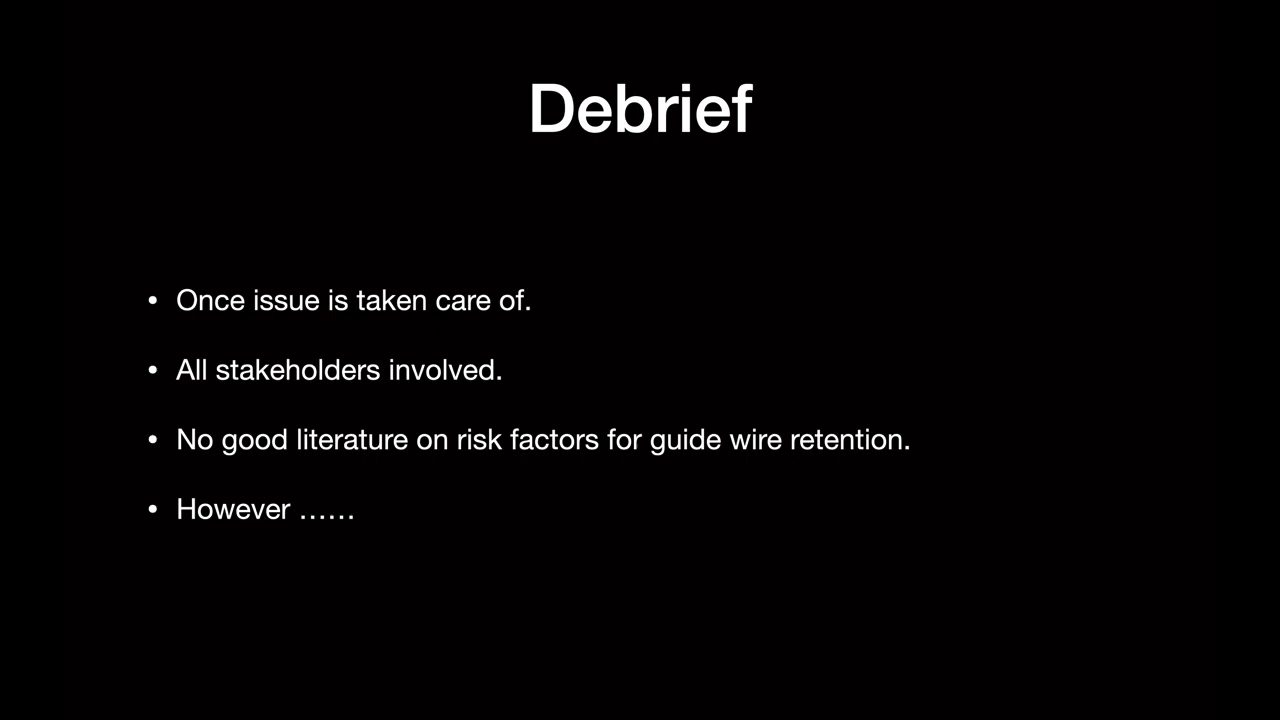 Debrief
• Once issue is taken care of.
• All stakeholders involved.
• No good literature on risk factors for guide wire retention.
• However ......